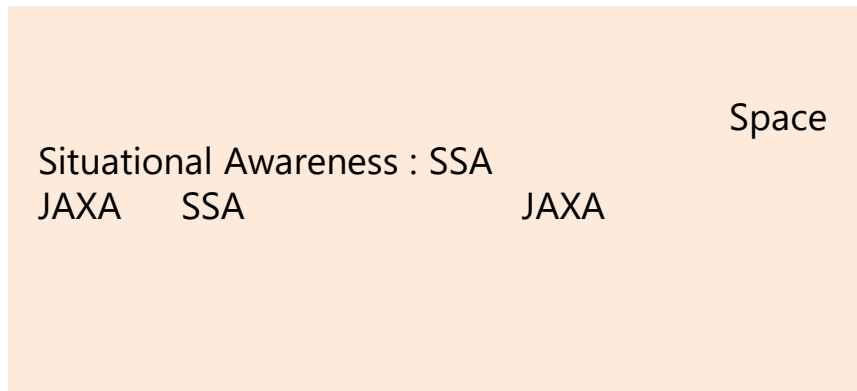 Space
Situational Awareness : SSA
JAXA SSA JAXA